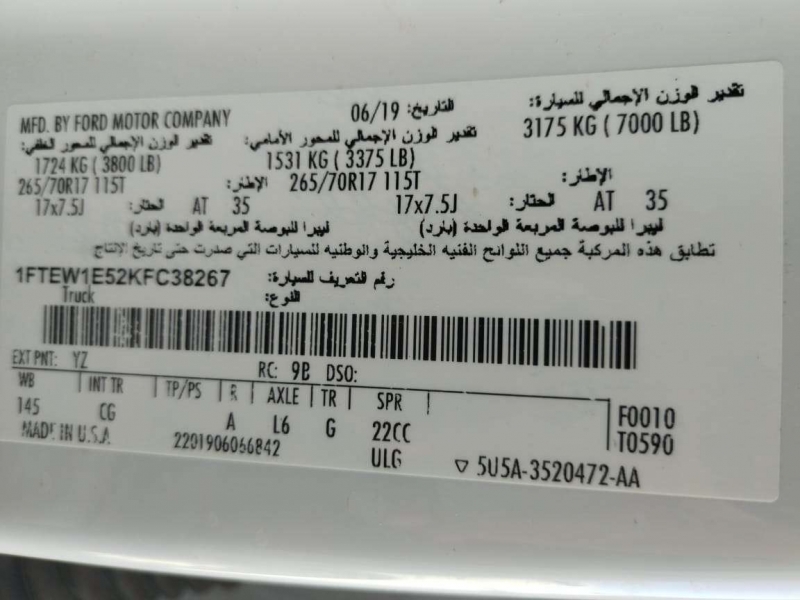 MFD. BY FORD MOTOR COMPANY 06/19 التاريخ: تقدير الوزن الإجمالي للسيارة:
تقدير الوزن الإجمالي للمحور الخلفي: تقدير الوزن الإجمالي للمحور الأمامي: 3175 KG ( 7000 LB)
1724 KG ( 3800 LB) 1531 KG ( 3375 LB)
265/70R17 115T الإطار: 265/70R17 115T الإطار:
17x7.5J الحتار: AT 35 17x7.5J الحتار: AT 35
ليبرا للبوصة المربعة الواحدة (بارد) ليبرا للبوصة المربعة الواحدة (بارد)
تطابق هذه المركبة جميع اللوائح الفنيه الخليجية والوطنيه للسيارات التي صدرت حتى تاريخ الإنتاج
1FTEW1E52KFC38267 رقم التعريف للسيارة:
Truck النوع:
EXT PNT: YZ RC: 9B DSO:
WB INT TR TP/PS R AXLE TR SPR
145 CG A L6 G 22CC F0010
MADE IN U.S.A 2201906066842 ULG T0590
5U5A-3520472-AA